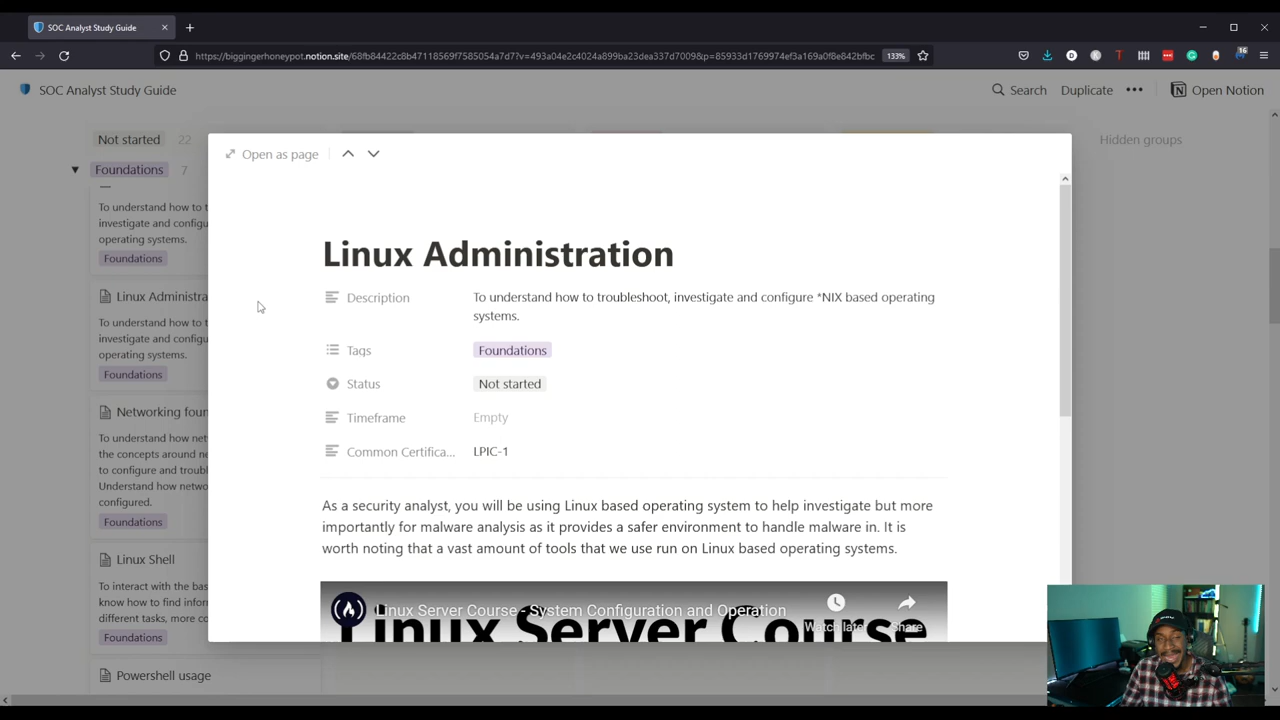 SOC Analyst Study Guide
https://biggingerhoneypot.notion.site/68fb84422c8b47118569f7585054a7d7?v=493a04e2c4024a899ba23dea337d7009&p=85933d1769974ef3a169a0f8e842bfbc
133%
16
SOC Analyst Study Guide
Search
Duplicate
Open Notion
Not started 22
Hidden groups
Foundations 7
To understand how to t
investigate and configu
operating systems.
Foundations
Linux Administra
To understand how to t
investigate and configu
operating systems.
Foundations
Networking foun
To understand how net
the concepts around ne
to configure and troubl
Understand how netwo
configured.
Foundations
Linux Shell
To interact with the bas
know how to find infor
different tasks, more co
Foundations
Powershell usage
Open as page
Linux Administration
Description
To understand how to troubleshoot, investigate and configure *NIX based operating
systems.
Tags
Foundations
Status
Not started
Timeframe
Empty
Common Certifica...
LPIC-1
As a security analyst, you will be using Linux based operating system to help investigate but more
importantly for malware analysis as it provides a safer environment to handle malware in. It is
worth noting that a vast amount of tools that we use run on Linux based operating systems.
Linux Server Course - System Configuration and Operation
Watch later
Share
Linux Server Course